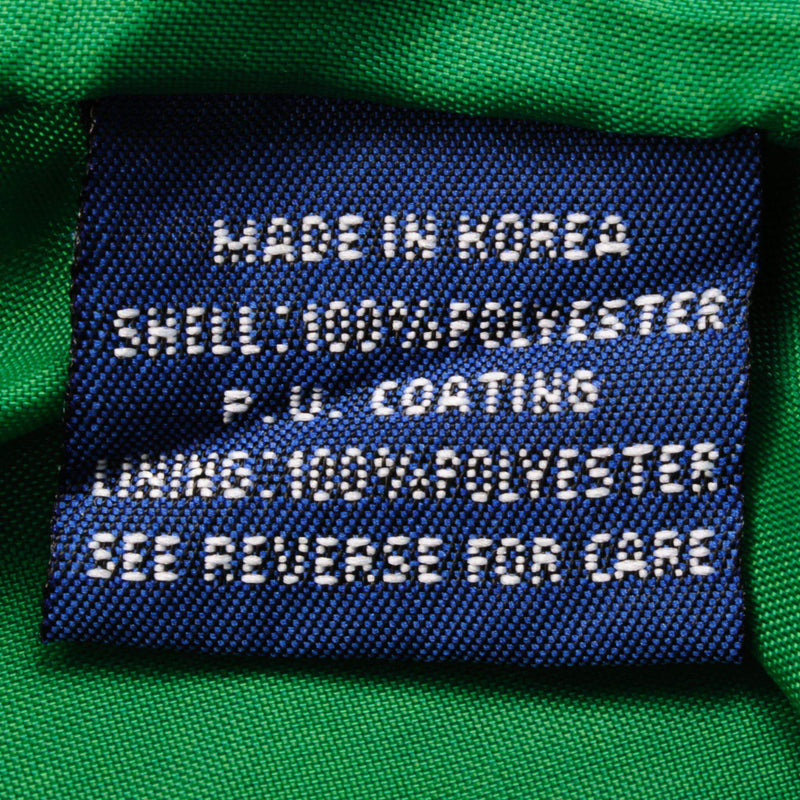 MADE IN KOREA
SHELL:100%POLYESTER
P.U. COATING
LINING:100%POLYESTER
SEE REVERSE FOR CARE